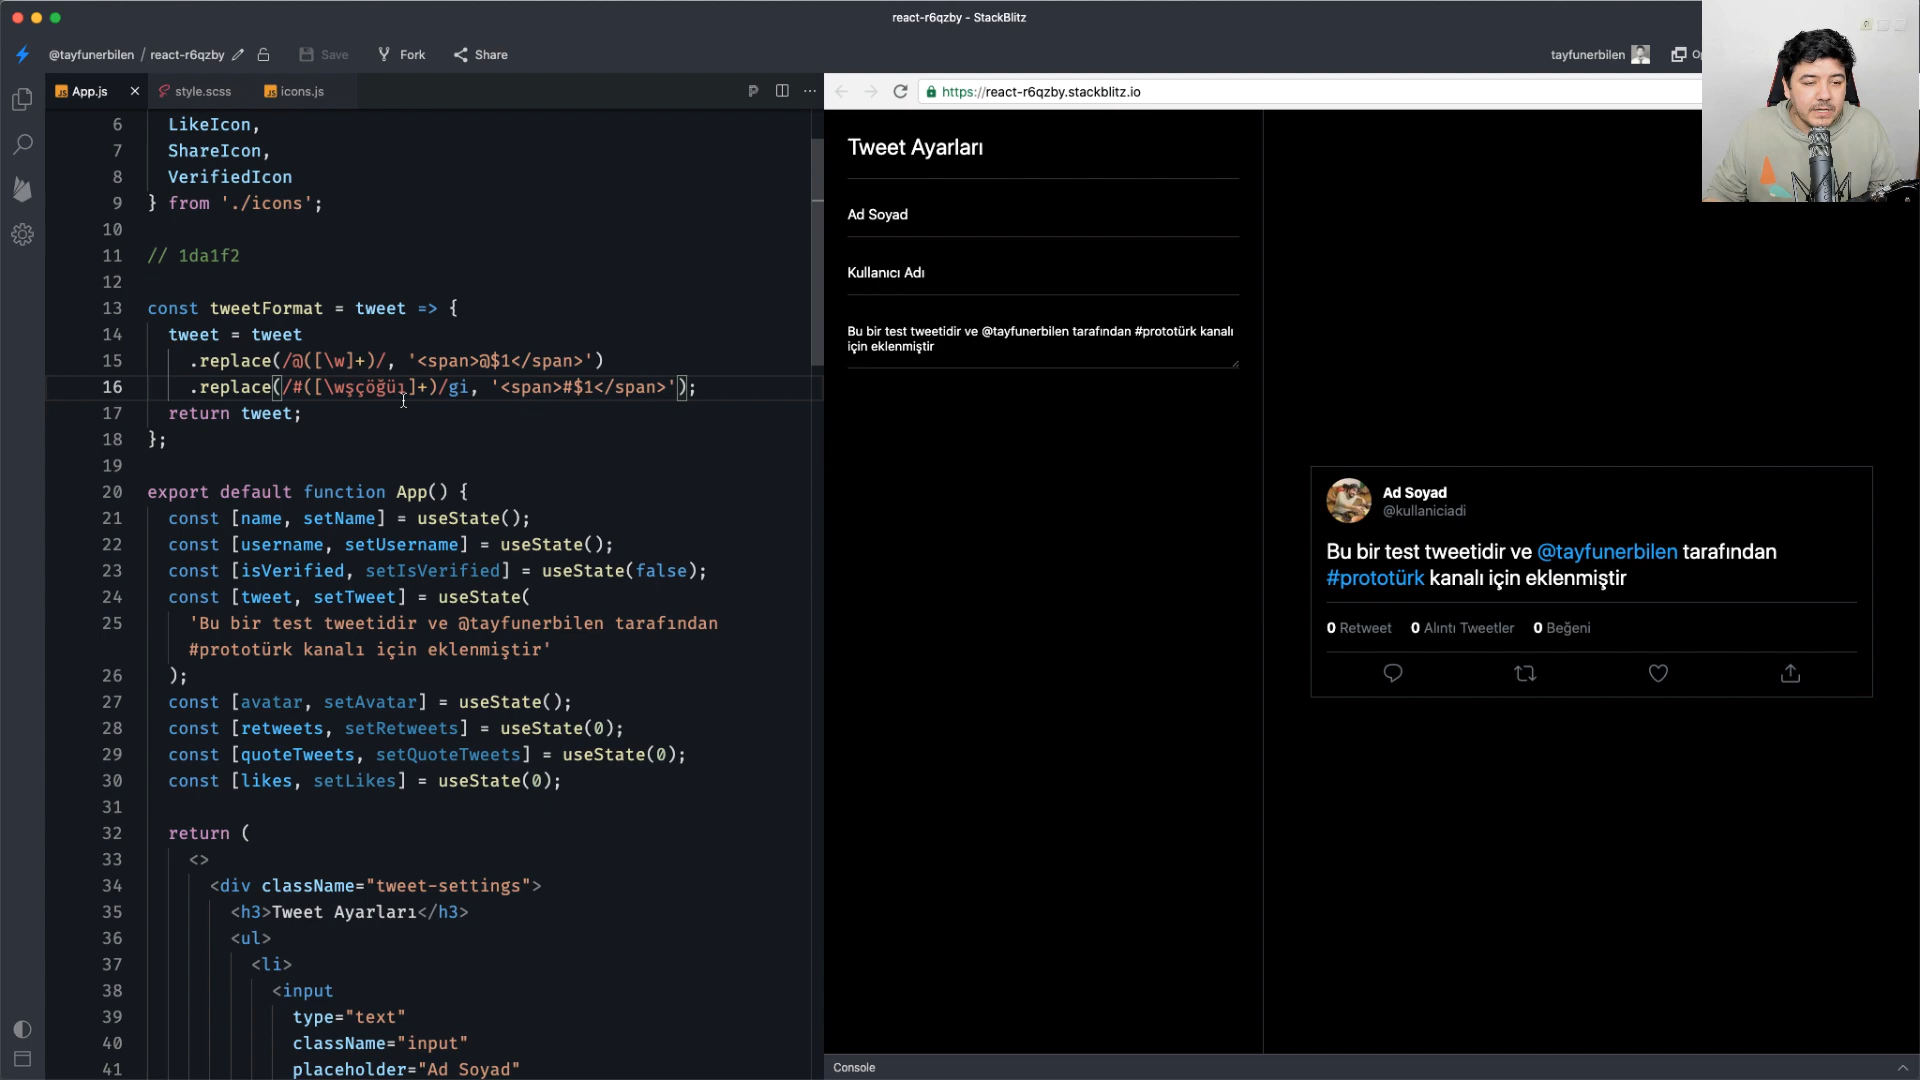 react-r6qzby - StackBlitz
@tayfunerbilen / react-r6qzby
Save
Fork
Share
tayfunerbilen
App.js
style.scss
icons.js
https://react-r6qzby.stackblitz.io
6 LikeIcon,
7 ShareIcon,
8 VerifiedIcon
9 } from './icons';
10
11 // 1da1f2
12
13 const tweetFormat = tweet => {
14 tweet = tweet
15 .replace(/@([\w]+)/, '<span>@$1</span>')
16 .replace(/#([\wşçöğüı]+)/gi, '<span>#$1</span>');
17 return tweet;
18 };
19
20 export default function App() {
21 const [name, setName] = useState();
22 const [username, setUsername] = useState();
23 const [isVerified, setIsVerified] = useState(false);
24 const [tweet, setTweet] = useState(
25 'Bu bir test tweetidir ve @tayfunerbilen tarafından
#prototürk kanalı için eklenmiştir'
26 );
27 const [avatar, setAvatar] = useState();
28 const [retweets, setRetweets] = useState(0);
29 const [quoteTweets, setQuoteTweets] = useState(0);
30 const [likes, setLikes] = useState(0);
31
32 return (
33 <>
34 <div className="tweet-settings">
35 <h3>Tweet Ayarları</h3>
36 <ul>
37 <li>
38 <input
39 type="text"
40 className="input"
41 placeholder="Ad Soyad"
Tweet Ayarları
Ad Soyad
Kullanıcı Adı
Bu bir test tweetidir ve @tayfunerbilen tarafından #prototürk kanalı
için eklenmiştir
Ad Soyad
@kullaniciadi
Bu bir test tweetidir ve @tayfunerbilen tarafından
#prototürk kanalı için eklenmiştir
0 Retweet 0 Alıntı Tweetler 0 Beğeni
Console